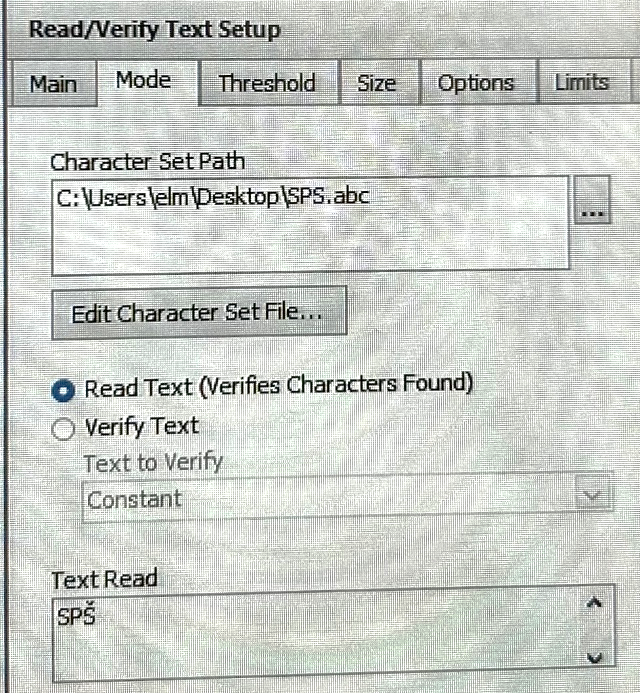 Read/Verify Text Setup
Main Mode Threshold Size Options Limits
Character Set Path
C:\Users\elm\Desktop\SPS.abc
...
Edit Character Set File...
Read Text (Verifies Characters Found)
Verify Text
Text to Verify
Constant
Text Read
SPŠ